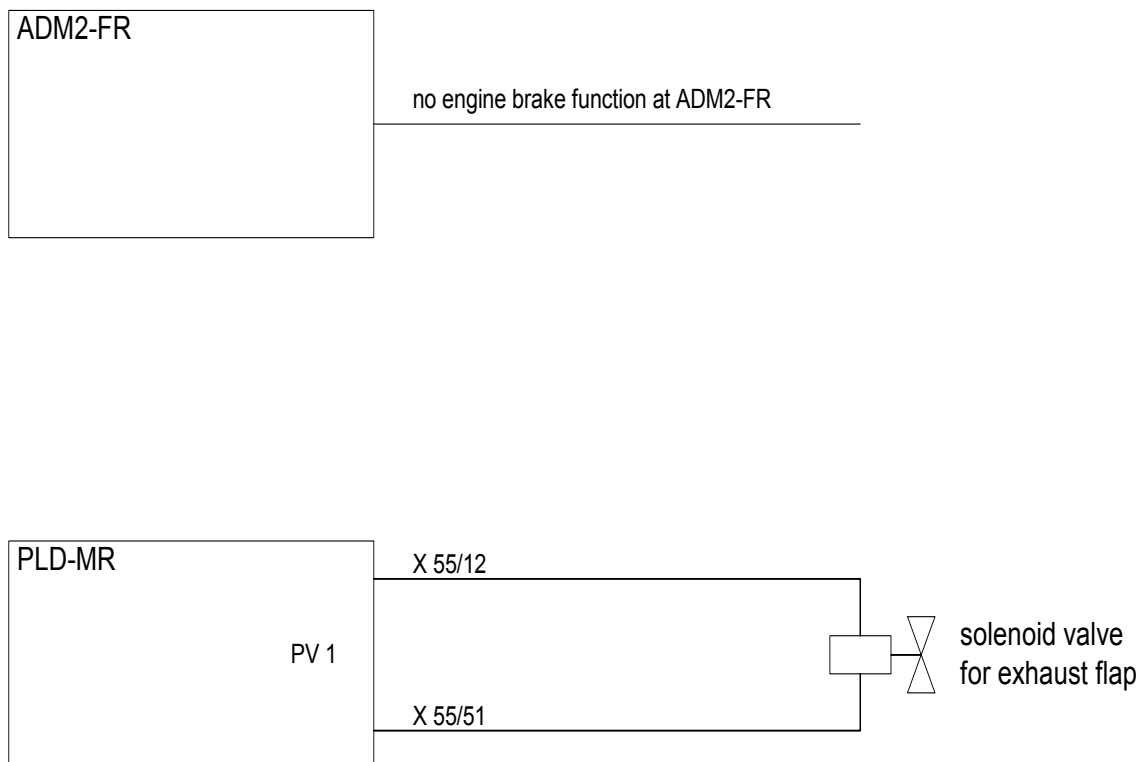 ADM2-FR
no engine brake function at ADM2-FR
PLD-MR
X 55/12
PV 1
solenoid valve
for exhaust flap
X 55/51